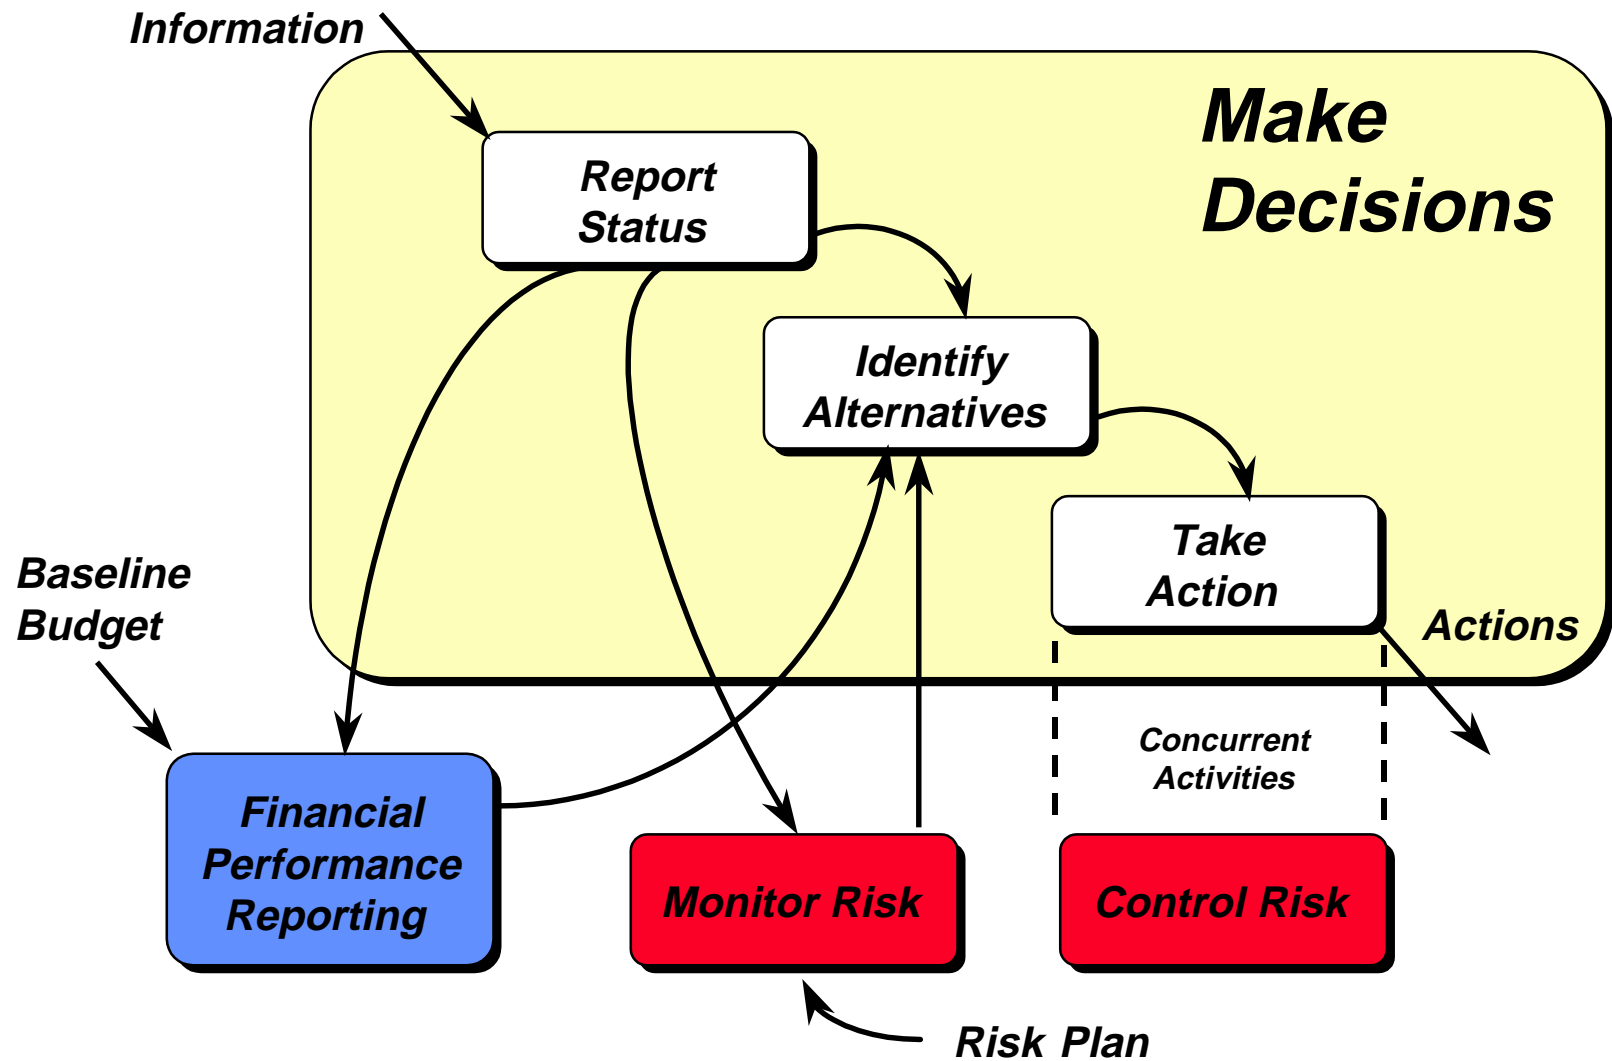 Information
Make
Decisions
Report
Status
Identify
Alternatives
Take
Action
Actions
Baseline
Budget
Concurrent
Activities
Financial
Performance
Reporting
Monitor Risk
Control Risk
Risk Plan